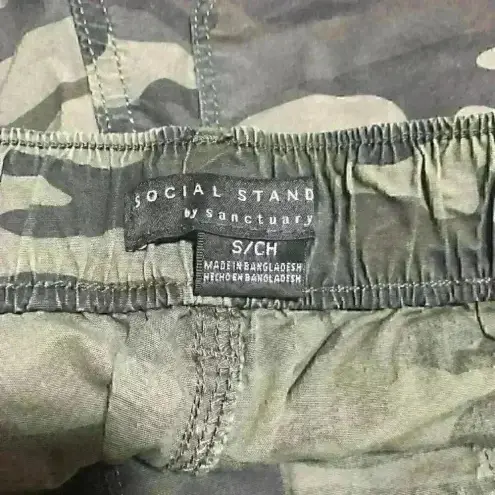 SOCIAL STAND
by sanctuary
S/CH
MADE IN BANGLADESH
HECHO EN BANGLADESH